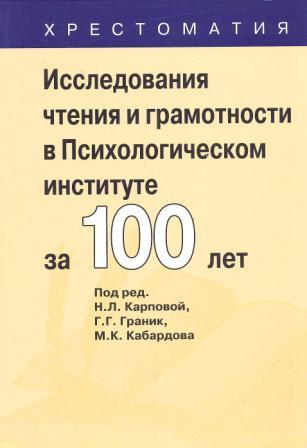 ХРЕСТОМАТИЯ
Исследования
чтения и грамотности
в Психологическом
институте
за 100 лет
Под ред.
Н.Л. Карповой,
Г.Г. Граник,
М.К. Кабардова